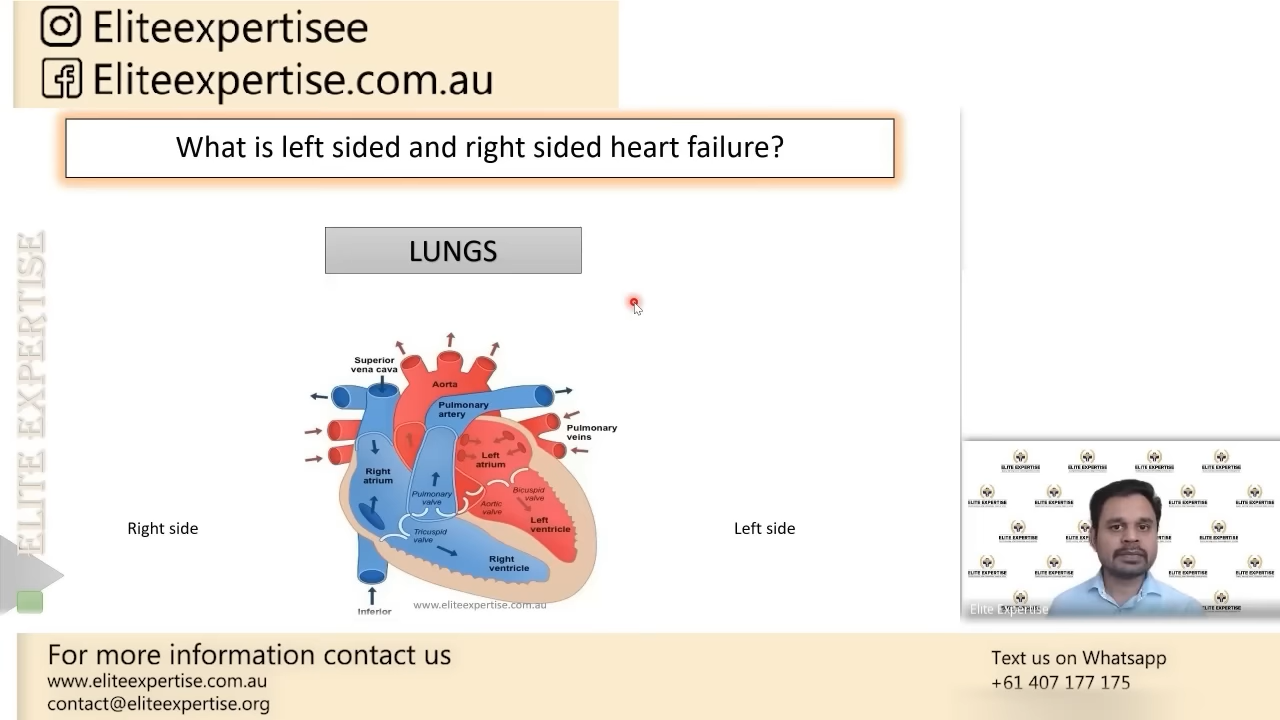 Eliteexpertisee
Eliteexpertise.com.au
What is left sided and right sided heart failure?
LUNGS
ELITE EXPERTISE
Superior
vena cava
Aorta
Pulmonary
artery
Pulmonary
veins
Left
atrium
Right
atrium
Pulmonary
valve
Bicuspid
valve
Aortic
valve
Left
ventricle
Tricuspid
valve
Right
ventricle
Right side
Left side
www.eliteexpertise.com.au
Inferior
ELITE EXPERTISE
Elite Expertise
For more information contact us
www.eliteexpertise.com.au
contact@eliteexpertise.org
Text us on Whatsapp
+61 407 177 175